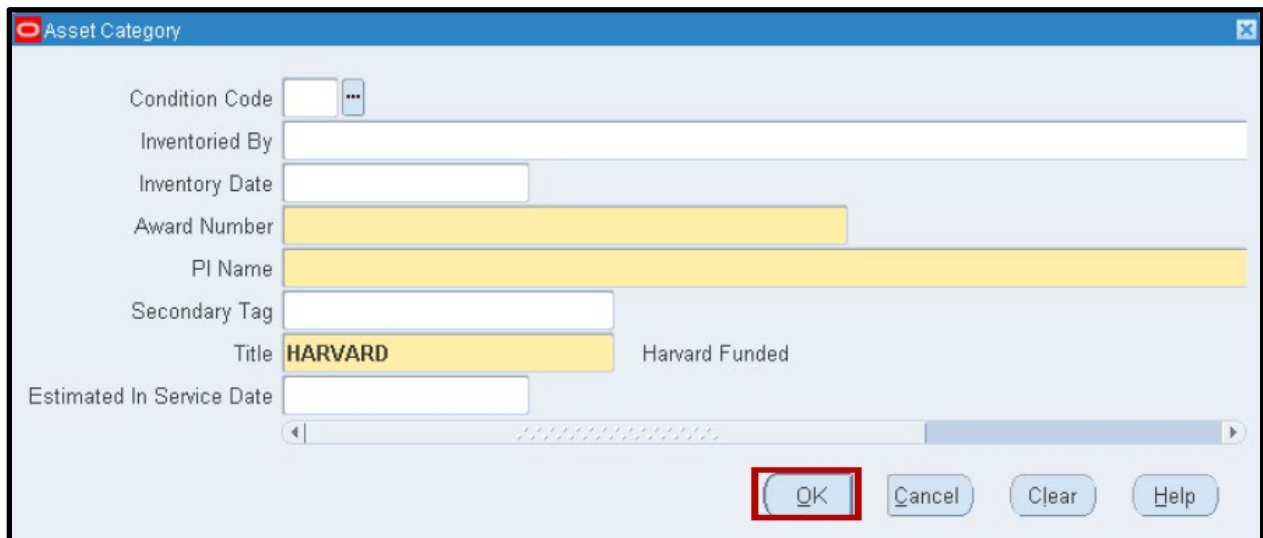 Asset Category
Condition Code
Inventoried By
Inventory Date
Award Number
PI Name
Secondary Tag
Title HARVARD Harvard Funded
Estimated In Service Date
OK Cancel Clear Help